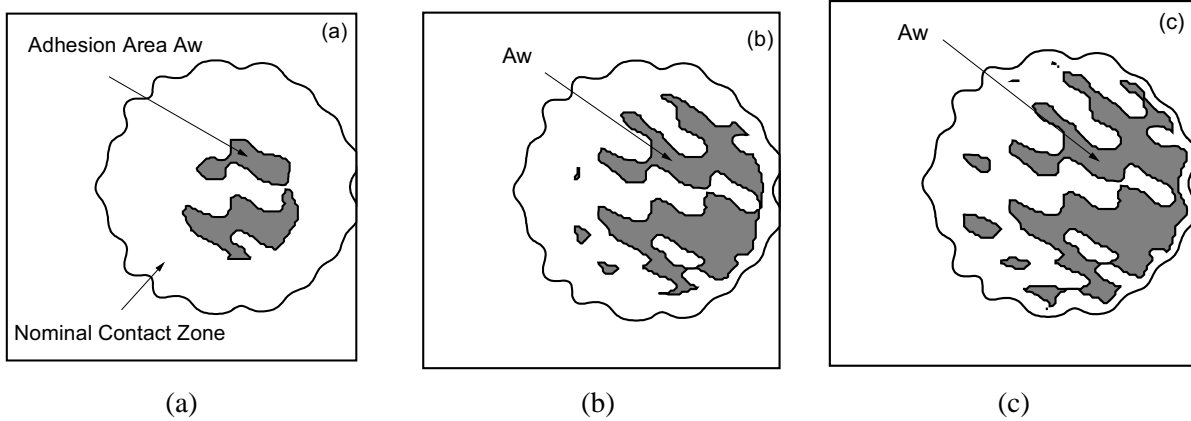 (a)
Adhesion Area Aw
Nominal Contact Zone
(b)
Aw
(c)
Aw
(a)
(b)
(c)